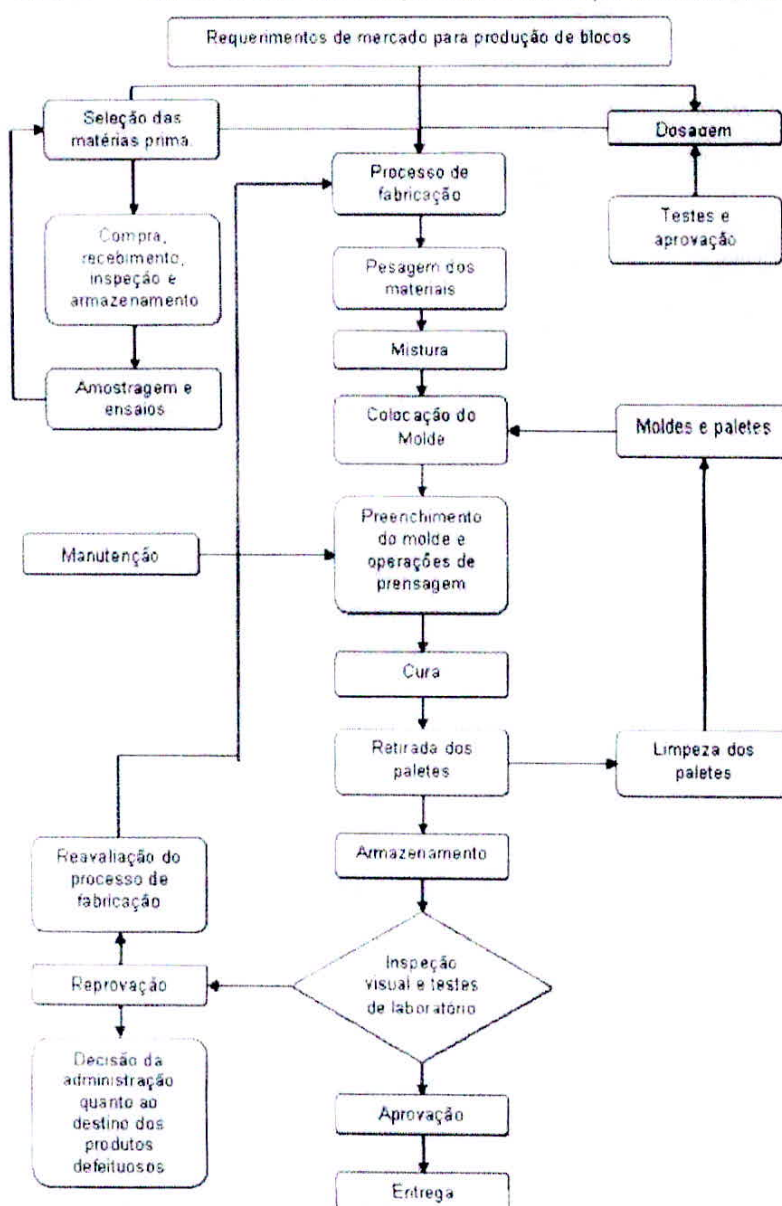 Requerimentos de mercado para produção de blocos
Seleção das
matérias prima.
Dosagem
Processo de
fabricação
Testes e
aprovação
Compra,
recebimento,
inspeção e
armazenamento
Pesagem dos
materiais
Mistura
Amostragem e
ensaios
Colocação do
Molde
Moldes e paletes
Preenchimento
do molde e
operações de
prensagem
Manutenção
Cura
Retirada dos
paletes
Limpeza dos
paletes
Armazenamento
Reavaliação do
processo de
fabricação
Inspeção
visual e testes
de laboratório
Reprovação
Decisão da
administração
quanto ao
destino dos
produtos
defeituosos
Aprovação
Entrega